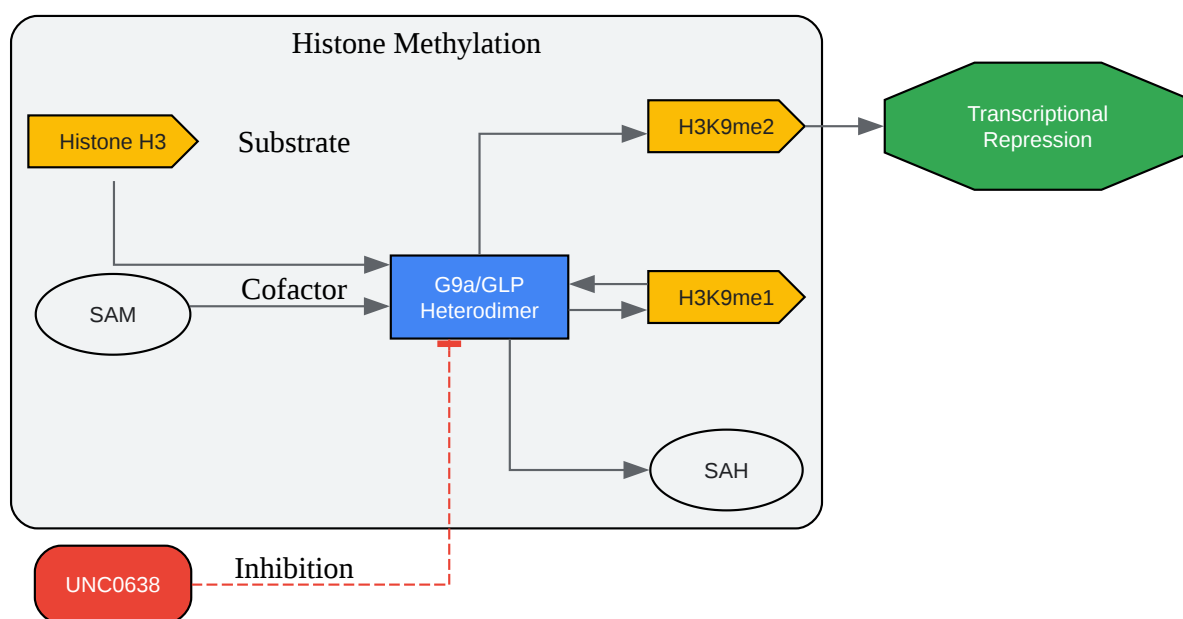 Histone Methylation
Histone H3
Substrate
H3K9me2
Transcriptional
Repression
SAM
Cofactor
G9a/GLP
Heterodimer
H3K9me1
SAH
UNC0638
Inhibition